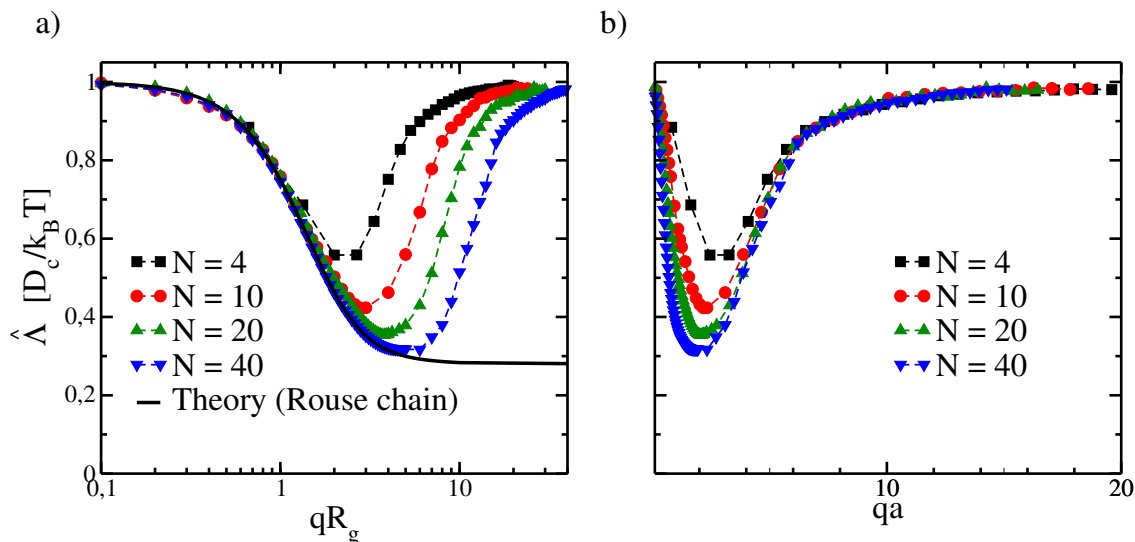 a)
b)
Λ̂ [D_c/k_BT]
1
0,8
0,6
0,4
0,2
0
N = 4
N = 10
N = 20
N = 40
Theory (Rouse chain)
0,1
1
10
qR_g
N = 4
N = 10
N = 20
N = 40
10
20
qa